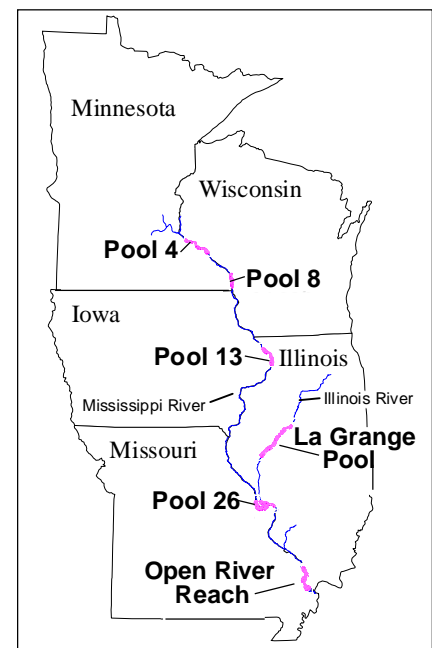 Minnesota
Wisconsin
Pool 4
Pool 8
Iowa
Pool 13
Illinois
Mississippi River
Illinois River
La Grange
Pool
Missouri
Pool 26
Open River
Reach